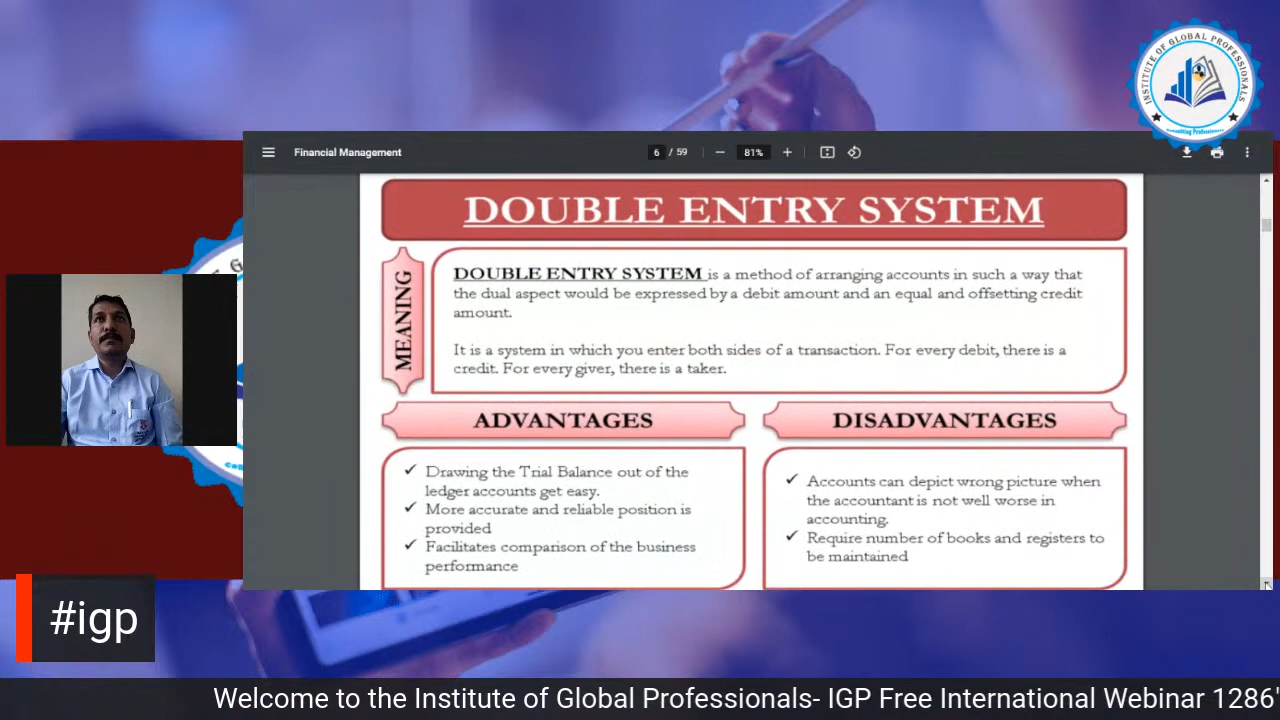 INSTITUTE OF GLOBAL PROFESSIONALS
Connecting Professionals
Financial Management
6 / 59
81%
DOUBLE ENTRY SYSTEM
MEANING
DOUBLE ENTRY SYSTEM is a method of arranging accounts in such a way that
the dual aspect would be expressed by a debit amount and an equal and offsetting credit
amount.
It is a system in which you enter both sides of a transaction. For every debit, there is a
credit. For every giver, there is a taker.
ADVANTAGES
✓ Drawing the Trial Balance out of the
ledger accounts get easy.
✓ More accurate and reliable position is
provided
✓ Facilitates comparison of the business
performance
DISADVANTAGES
✓ Accounts can depict wrong picture when
the accountant is not well worse in
accounting.
✓ Require number of books and registers to
be maintained
#igp
Welcome to the Institute of Global Professionals- IGP Free International Webinar 1286'